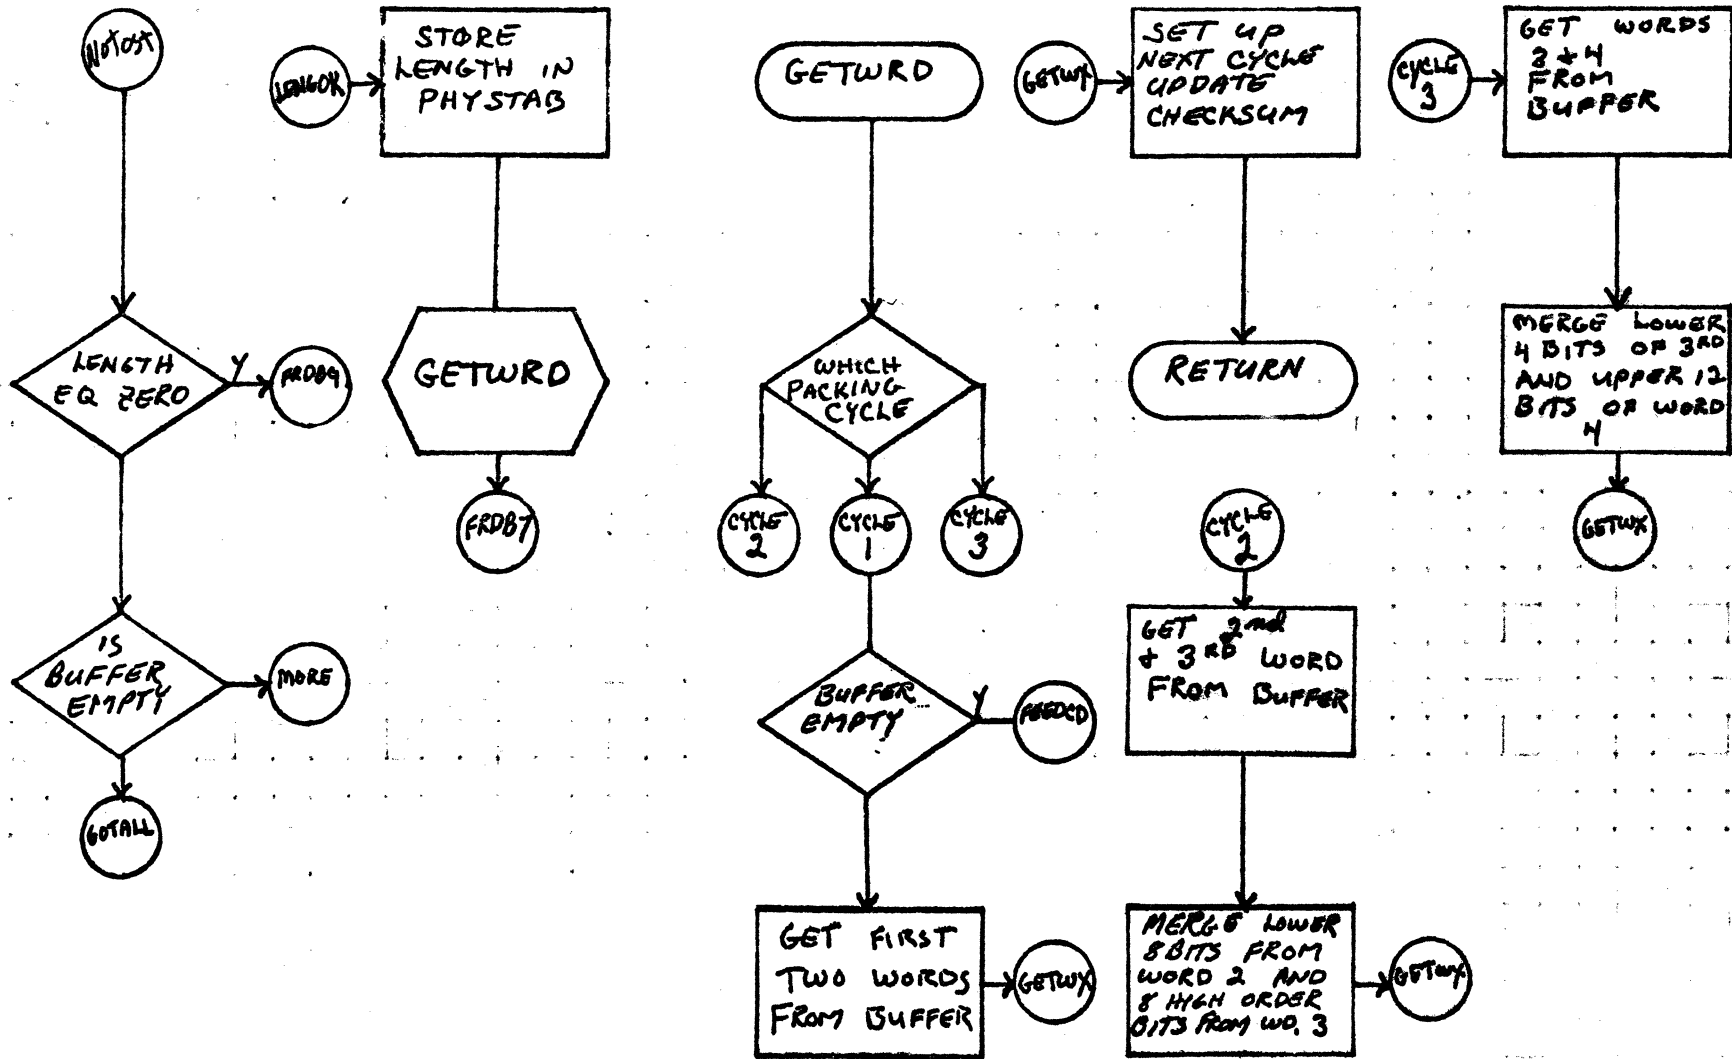 NOTOST
LENGTH
EQ ZERO
Y
FRDB9
IS
BUFFER
EMPTY
MORE
GOTALL
LENGOK
STORE
LENGTH IN
PHYSTAB
GETWRD
FRDB7
GETWRD
WHICH
PACKING
CYCLE
CYCLE
2
CYCLE
1
CYCLE
3
BUFFER
EMPTY
Y
FEEDCD
GET FIRST
TWO WORDS
FROM BUFFER
GETWX
GETWX
SET UP
NEXT CYCLE
UPDATE
CHECKSUM
RETURN
CYCLE
2
GET 2nd
+ 3RD WORD
FROM BUFFER
MERGE LOWER
8 BITS FROM
WORD 2 AND
8 HIGH ORDER
BITS FROM WD. 3
GETWX
CYCLE
3
GET WORDS
3 + 4
FROM
BUFFER
MERGE LOWER
4 BITS OF 3RD
AND UPPER 12
BITS OF WORD
4
GETWX